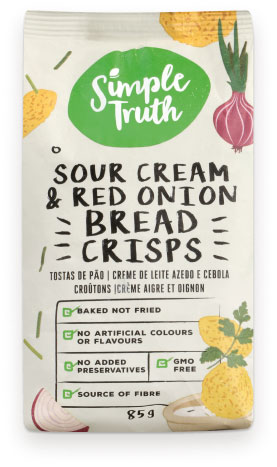 Simple
Truth
SOUR CREAM
& RED ONION
BREAD
CRISPS
TOSTAS DE PÃO | CREME DE LEITE AZEDO E CEBOLA
CROÛTONS |CRÈME AIGRE ET OIGNON
BAKED NOT FRIED
NO ARTIFICIAL COLOURS
OR FLAVOURS
NO ADDED
PRESERVATIVES
GMO
FREE
SOURCE OF FIBRE
85g